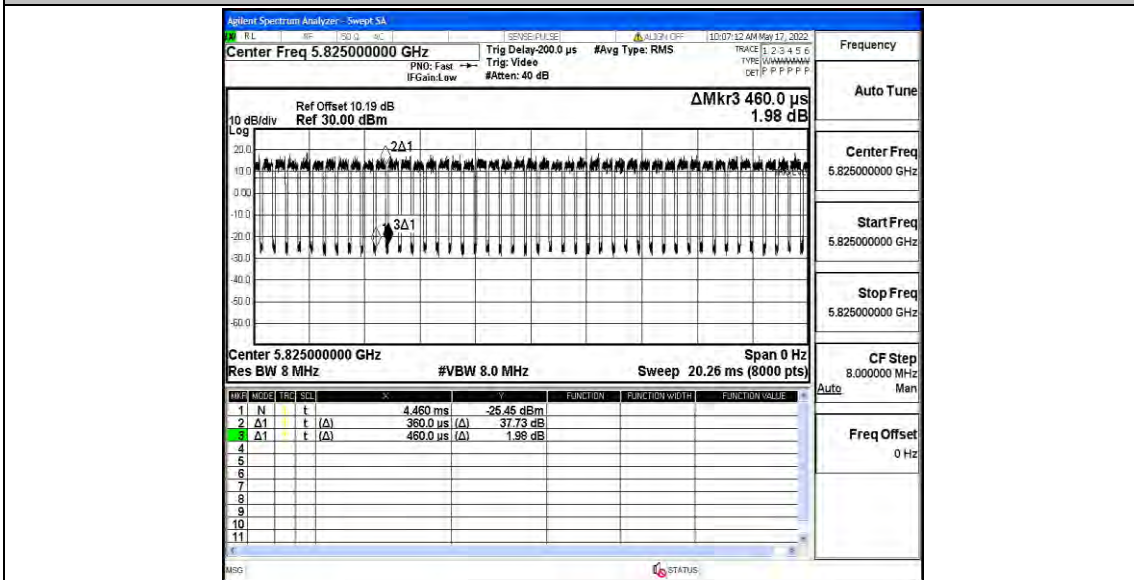 Agilent Spectrum Analyzer - Swept SA
RL RF 50 Ω AC SENSE:PULSE ALIGN OFF 10:07:12 AM May 17, 2022
Center Freq 5.825000000 GHz
PNO: Fast
IFGain:Low
Trig Delay-200.0 µs
Trig: Video
#Atten: 40 dB
#Avg Type: RMS
TRACE 1 2 3 4 5 6
TYPE
DET P P P P P P
ΔMkr3 460.0 µs
1.98 dB
Ref Offset 10.19 dB
10 dB/div Ref 30.00 dBm
Log
20.0
10.0
0.00
-10.0
-20.0
-30.0
-40.0
-50.0
-60.0
2Δ1
3Δ1
Center 5.825000000 GHz Span 0 Hz
Res BW 8 MHz #VBW 8.0 MHz Sweep 20.26 ms (8000 pts)
MKR MODE TRC SCL X Y FUNCTION FUNCTION WIDTH FUNCTION VALUE
1 N t 4.460 ms -25.45 dBm
2 Δ1 t (Δ) 360.0 µs (Δ) 37.73 dB
3 Δ1 t (Δ) 460.0 µs (Δ) 1.98 dB
4
5
6
7
8
9
10
11
MSG STATUS
Frequency
Auto Tune
Center Freq
5.825000000 GHz
Start Freq
5.825000000 GHz
Stop Freq
5.825000000 GHz
CF Step
8.000000 MHz
Auto Man
Freq Offset
0 Hz